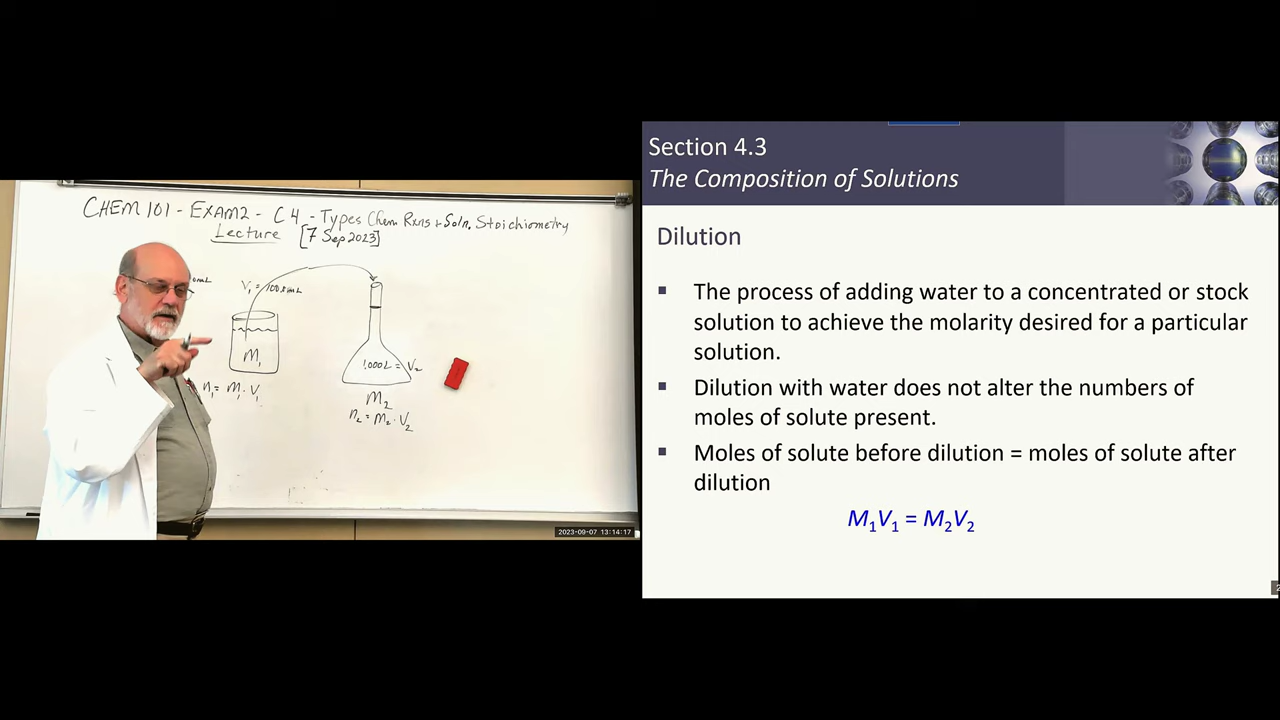 CHEM 101 - EXAM2 - C4 - Types Chem Rxns + Soln. Stoichiometry
Lecture [7 Sep 2023]
V₁ = 100.0mL
M₁
n₁ = M₁ · V₁
1.000L = V₂
M₂
n₂ = M₂ · V₂
2023-09-07 13:14:17
Section 4.3
The Composition of Solutions
Dilution
▪ The process of adding water to a concentrated or stock
solution to achieve the molarity desired for a particular
solution.
▪ Dilution with water does not alter the numbers of
moles of solute present.
▪ Moles of solute before dilution = moles of solute after
dilution
M₁V₁ = M₂V₂